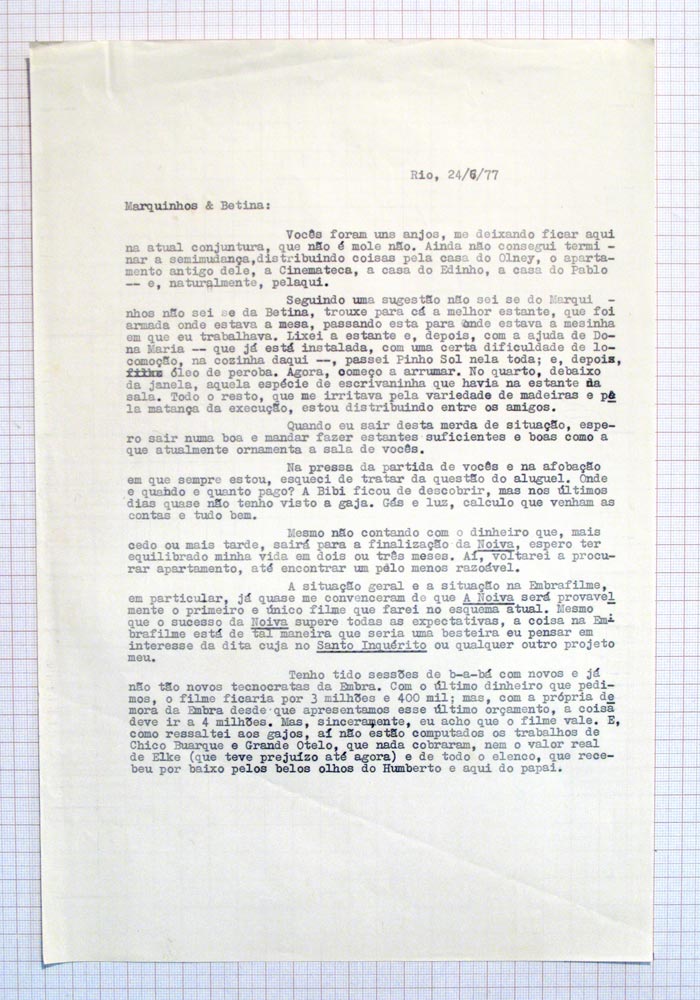 Rio, 24/6/77
Marquinhos & Betina:
Vocês foram uns anjos, me deixando ficar aqui
na atual conjuntura, que não é mole não. Ainda não consegui termi -
nar a semimudança,distribuindo coisas pela casa do Olney, o aparta-
mento antigo dele, a Cinemateca, a casa do Edinho, a casa do Pablo
-- e, naturalmente, pelaqui.
Seguindo uma sugestão não sei se do Marqui -
nhos não sei se da Betina, trouxe para cá a melhor estante, que foi
armada onde estava a mesa, passando esta para onde estava a mesinha
em que eu trabalhava. Lixei a estante e, depois, com a ajuda de Do-
na Maria -- que já está instalada, com uma certa dificuldade de lo-
comoção, na cozinha daqui --, passei Pinho Sol nela toda; e, depois,
óleo de peroba. Agora, começo a arrumar. No quarto, debaixo
da janela, aquela espécie de escrivaninha que havia na estante na
sala. Todo o resto, que me irritava pela variedade de madeiras e pe
la matança da execução, estou distribuindo entre os amigos.
Quando eu sair desta merda de situação, espe-
ro sair numa boa e mandar fazer estantes suficientes e boas como a
que atualmente ornamenta a sala de vocês.
Na pressa da partida de vocês e na afobação
em que sempre estou, esqueci de tratar da questão do aluguel. Onde
e quando e quanto pago? A Bibi ficou de descobrir, mas nos últimos
dias quase não tenho visto a gaja. Gás e luz, calculo que venham as
contas e tudo bem.
Mesmo não contando com o dinheiro que, mais
cedo ou mais tarde, sairá para a finalização da Noiva, espero ter
equilibrado minha vida em dois ou três meses. Aí, voltarei a procu-
rar apartamento, até encontrar um pelo menos razoável.
A situação geral e a situação na Embrafilme,
em particular, já quase me convenceram de que A Noiva será provavel
mente o primeiro e único filme que farei no esquema atual. Mesmo
que o sucesso da Noiva supere todas as expectativas, a coisa na Em
brafilme está de tal maneira que seria uma besteira eu pensar em
interesse da dita cuja no Santo Inquérito ou qualquer outro projeto
meu.
Tenho tido sessões de b-a-bá com novos e já
não tão novos tecnocratas da Embra. Com o último dinheiro que pedi-
mos, o filme ficaria por 3 milhões e 400 mil; mas, com a própria de
mora da Embra desde que apresentamos esse último orçamento, a coisa
deve ir a 4 milhões. Mas, sinceramente, eu acho que o filme vale. E,
como ressaltei aos gajos, aí não estão computados os trabalhos de
Chico Buarque e Grande Otelo, que nada cobraram, nem o valor real
de Elke (que teve prejuízo até agora) e de todo o elenco, que rece-
beu por baixo pelos belos olhos do Humberto e aqui do papai.